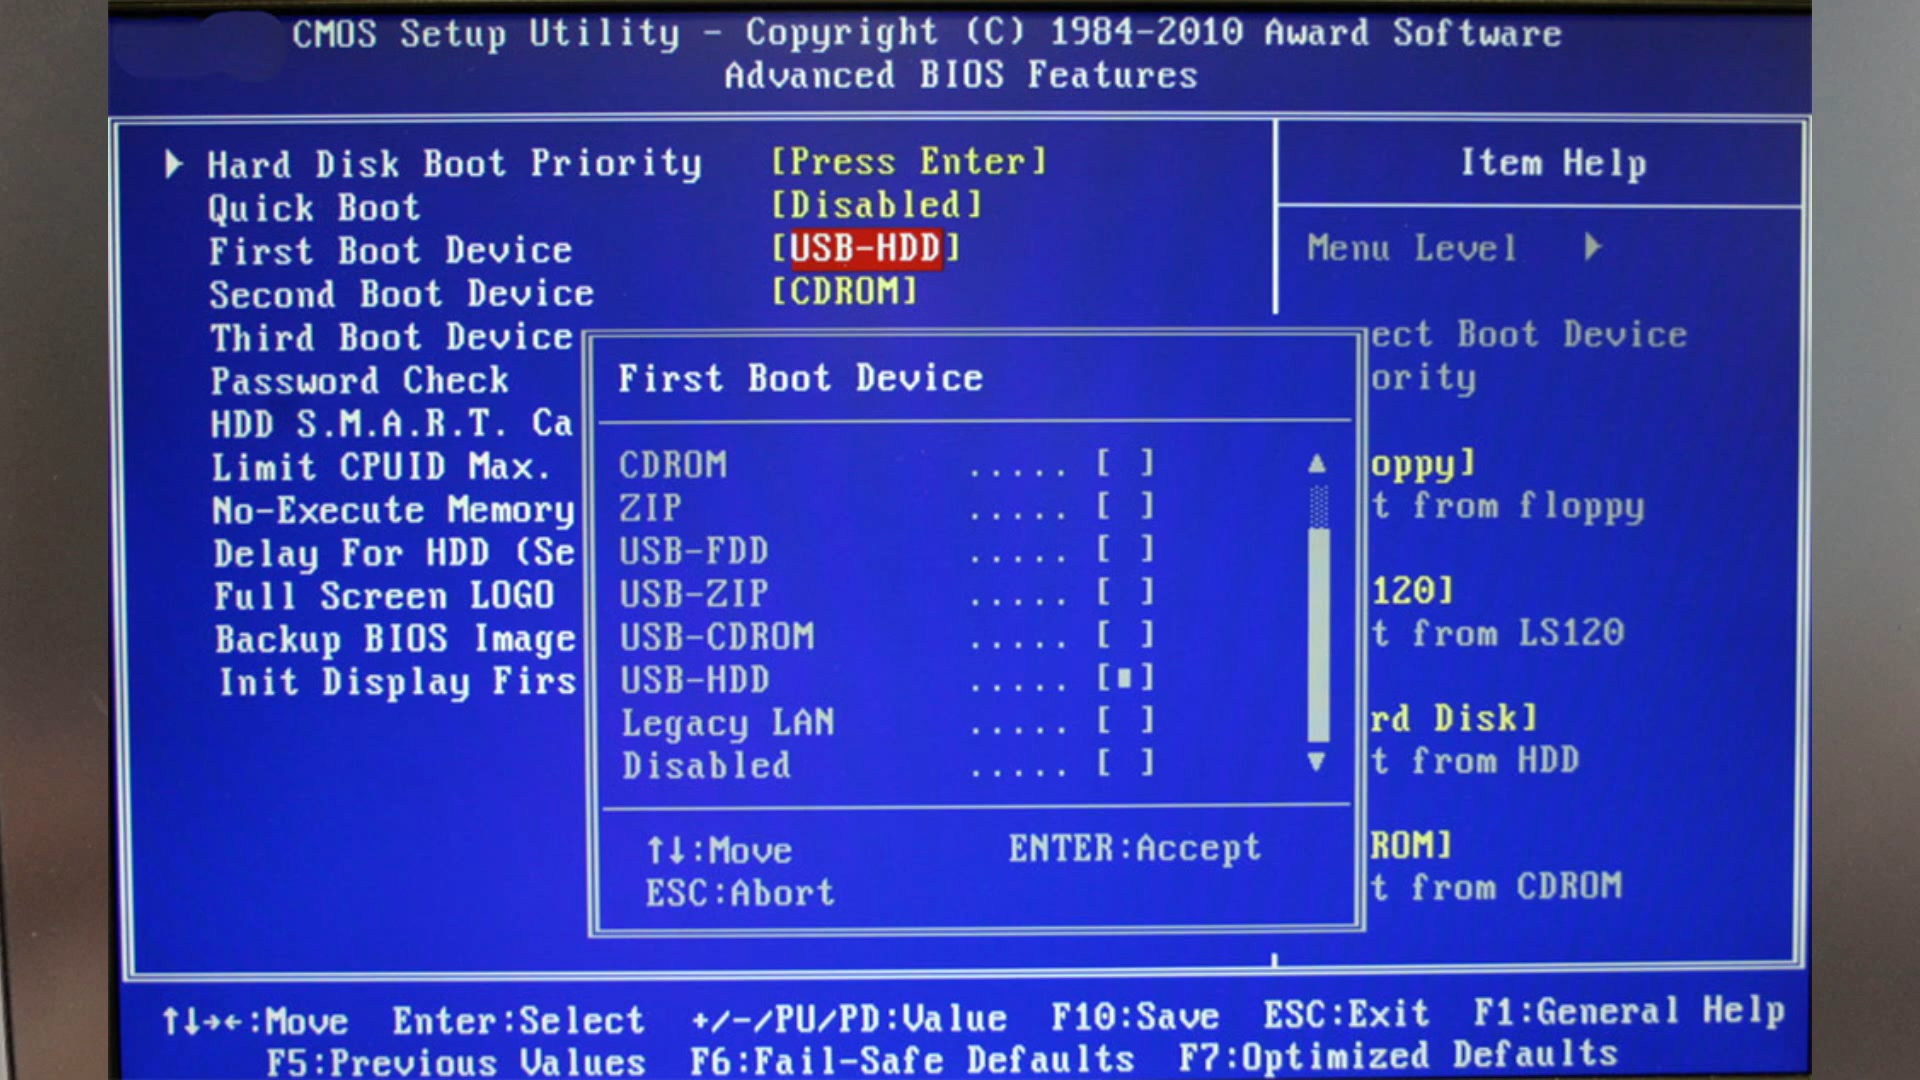 CMOS Setup Utility - Copyright (C) 1984-2010 Award Software
Advanced BIOS Features
▶ Hard Disk Boot Priority [Press Enter]
Quick Boot [Disabled]
First Boot Device [USB-HDD]
Second Boot Device [CDROM]
Third Boot Device
Password Check
HDD S.M.A.R.T. Ca
Limit CPUID Max.
No-Execute Memory
Delay For HDD (Se
Full Screen LOGO
Backup BIOS Image
Init Display Firs
First Boot Device
CDROM ..... [ ]
ZIP ..... [ ]
USB-FDD ..... [ ]
USB-ZIP ..... [ ]
USB-CDROM ..... [ ]
USB-HDD ..... [■]
Legacy LAN ..... [ ]
Disabled ..... [ ]
↑↓:Move ENTER:Accept
ESC:Abort
Item Help
Menu Level ▶
ect Boot Device
ority
oppy]
t from floppy
120]
t from LS120
rd Disk]
t from HDD
ROM]
t from CDROM
↑↓→←:Move Enter:Select +/-/PU/PD:Value F10:Save ESC:Exit F1:General Help
F5:Previous Values F6:Fail-Safe Defaults F7:Optimized Defaults